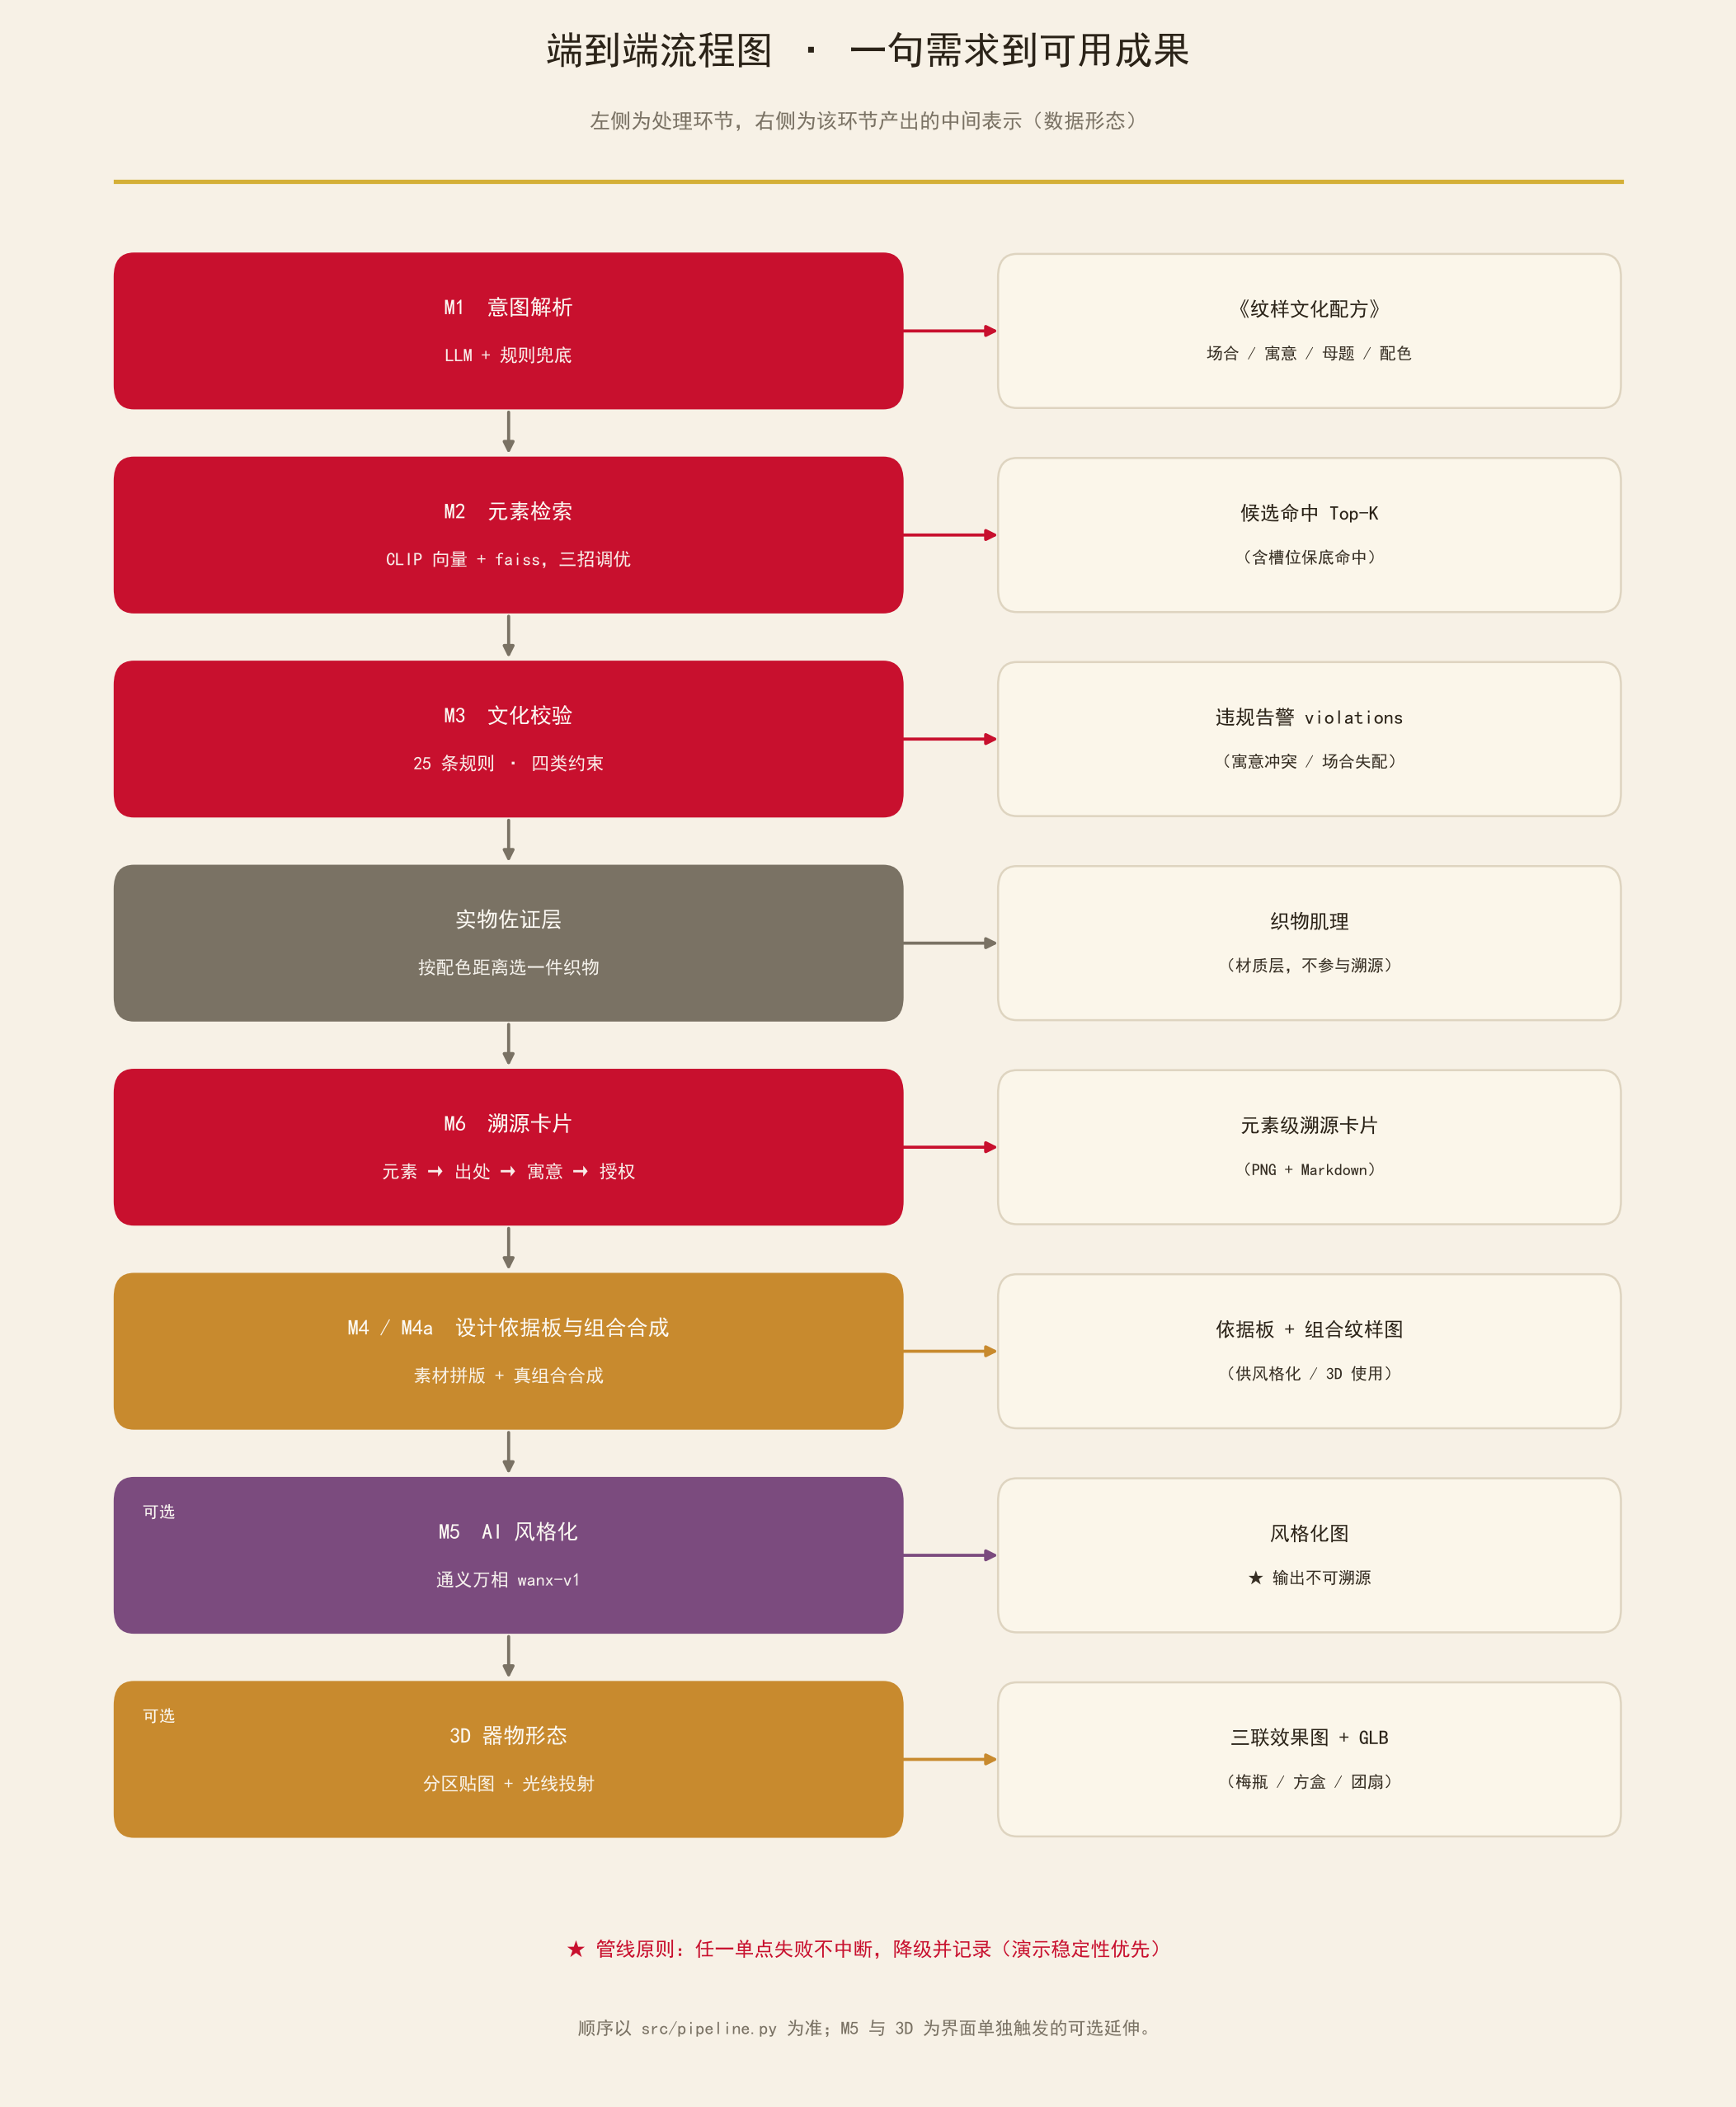 端到端流程图 · 一句需求到可用成果
左侧为处理环节，右侧为该环节产出的中间表示（数据形态）
M1 意图解析
LLM + 规则兜底
《纹样文化配方》
场合 / 寓意 / 母题 / 配色
M2 元素检索
CLIP 向量 + faiss，三招调优
候选命中 Top-K
（含槽位保底命中）
M3 文化校验
25 条规则 · 四类约束
违规告警 violations
（寓意冲突 / 场合失配）
实物佐证层
按配色距离选一件织物
织物肌理
（材质层，不参与溯源）
M6 溯源卡片
元素 → 出处 → 寓意 → 授权
元素级溯源卡片
（PNG + Markdown）
M4 / M4a 设计依据板与组合合成
素材拼版 + 真组合合成
依据板 + 组合纹样图
（供风格化 / 3D 使用）
可选
M5 AI 风格化
通义万相 wanx-v1
风格化图
★ 输出不可溯源
可选
3D 器物形态
分区贴图 + 光线投射
三联效果图 + GLB
（梅瓶 / 方盒 / 团扇）
★ 管线原则：任一单点失败不中断，降级并记录（演示稳定性优先）
顺序以 src/pipeline.py 为准；M5 与 3D 为界面单独触发的可选延伸。